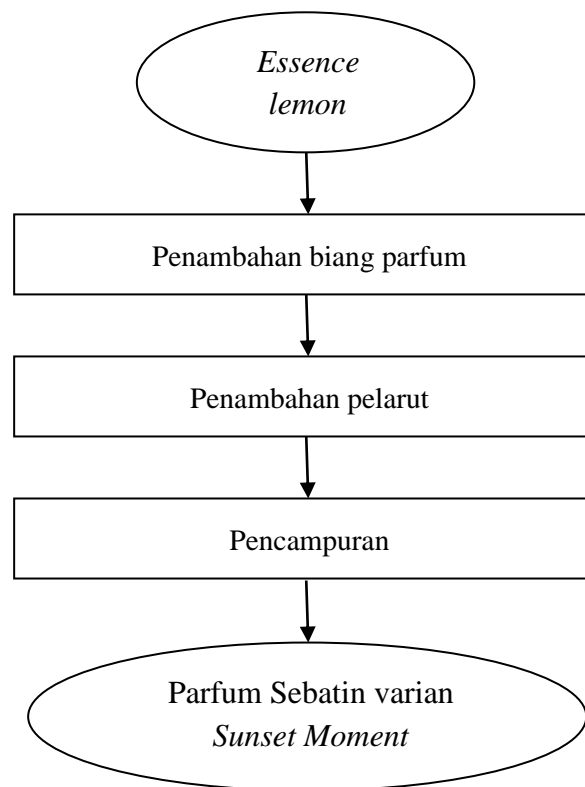 Essence
lemon
Penambahan biang parfum
Penambahan pelarut
Pencampuran
Parfum Sebatin varian
Sunset Moment